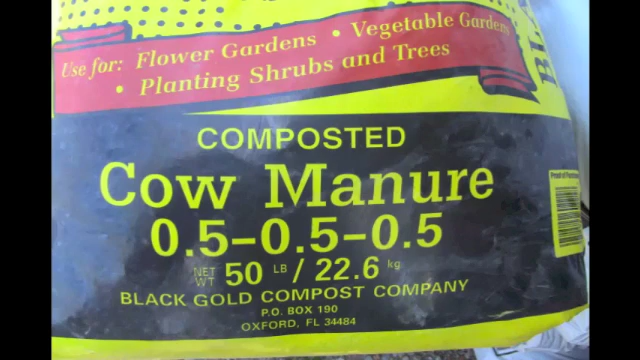 Use for: Flower Gardens • Vegetable Gardens
• Planting Shrubs and Trees
COMPOSTED
Cow Manure
0.5-0.5-0.5
NET WT 50 LB / 22.6 kg
BLACK GOLD COMPOST COMPANY
P.O. BOX 190
OXFORD, FL 34484